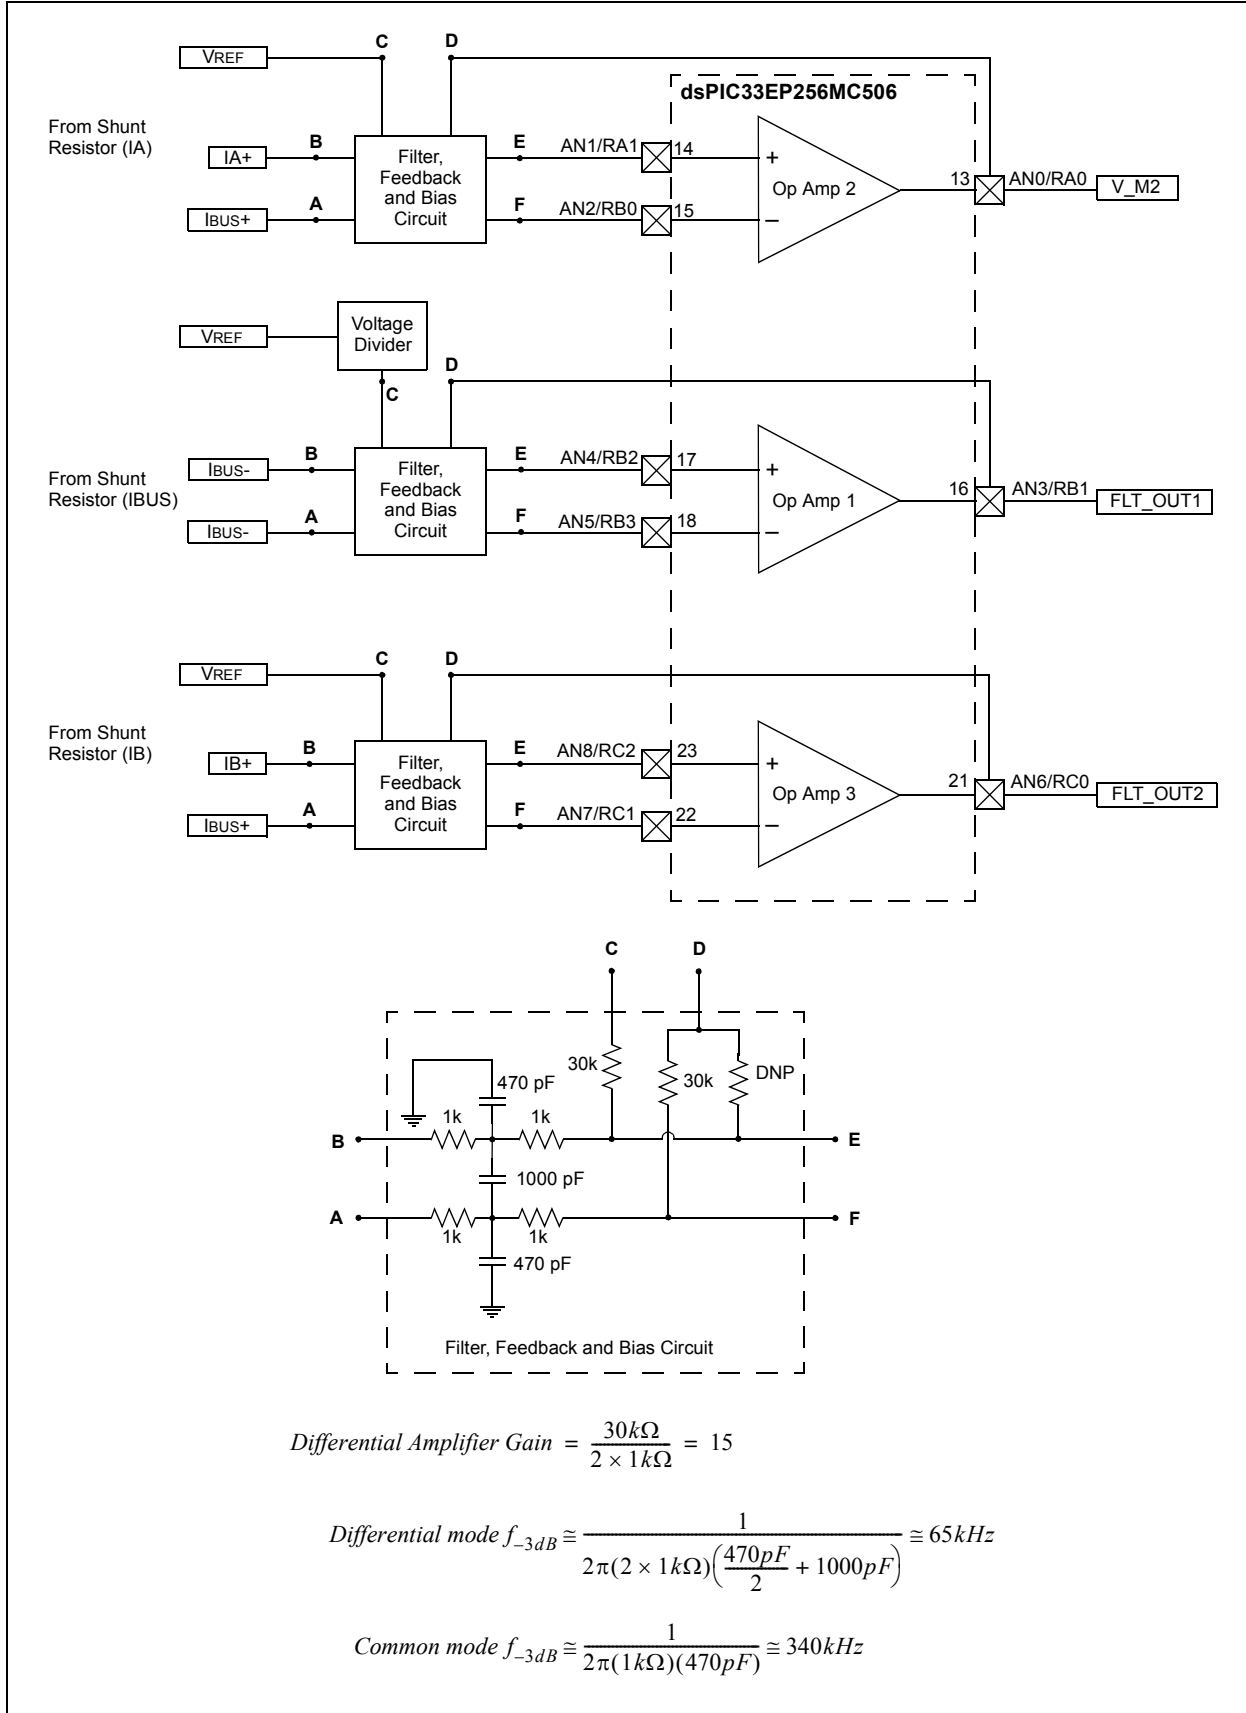 C D
VREF
dsPIC33EP256MC506
From Shunt
Resistor (IA)
B
IA+
A
IBUS+
Filter,
Feedback
and Bias
Circuit
E
F
AN1/RA1
AN2/RB0
14
15
+
–
Op Amp 2
13
AN0/RA0
V_M2
VREF
Voltage
Divider
C
D
From Shunt
Resistor (IBUS)
B
IBUS-
A
IBUS-
Filter,
Feedback
and Bias
Circuit
E
F
AN4/RB2
AN5/RB3
17
18
+
–
Op Amp 1
16
AN3/RB1
FLT_OUT1
C D
VREF
From Shunt
Resistor (IB)
B
IB+
A
IBUS+
Filter,
Feedback
and Bias
Circuit
E
F
AN8/RC2
AN7/RC1
23
22
+
–
Op Amp 3
21
AN6/RC0
FLT_OUT2
C D
30k
30k
DNP
470 pF
1k 1k
B E
1000 pF
A F
1k 1k
470 pF
Filter, Feedback and Bias Circuit
Differential Amplifier Gain = 30kΩ / 2 × 1kΩ = 15
Differential mode f–3dB ≅ 1 / 2π(2 × 1kΩ)(470pF / 2 + 1000pF) ≅ 65kHz
Common mode f–3dB ≅ 1 / 2π(1kΩ)(470pF) ≅ 340kHz